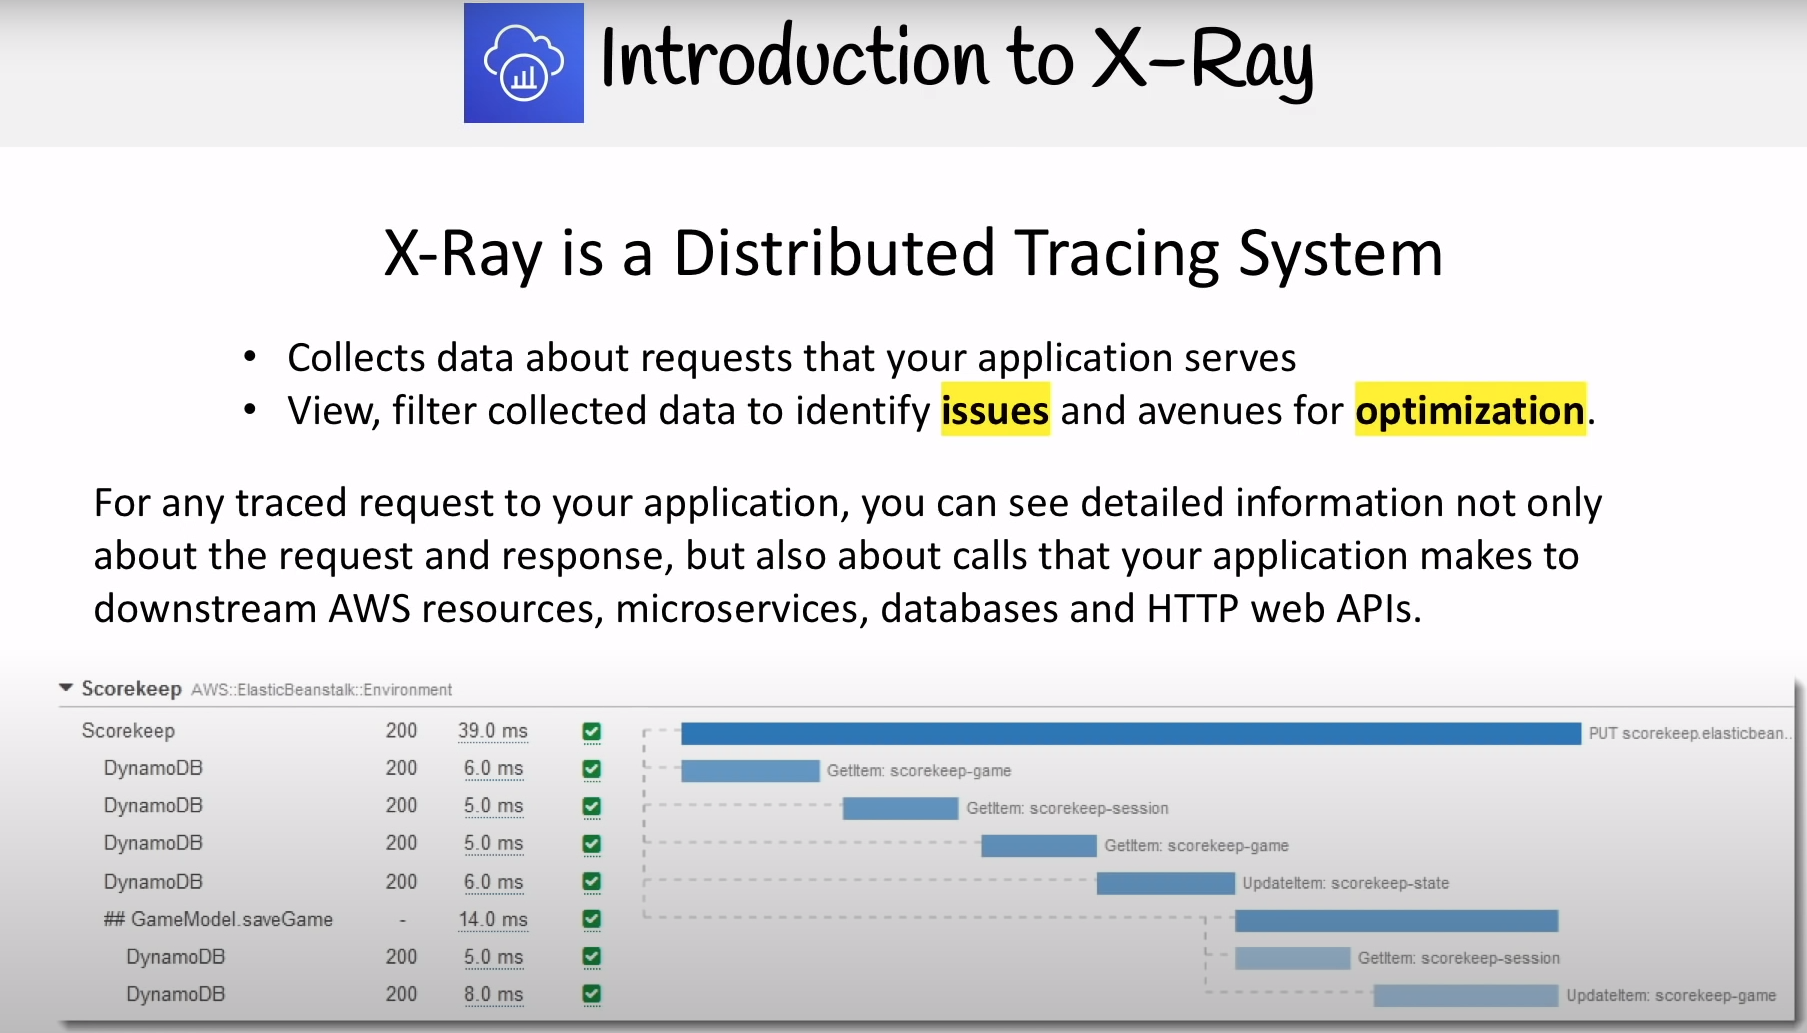 Introduction to X-Ray
X-Ray is a Distributed Tracing System
• Collects data about requests that your application serves
• View, filter collected data to identify issues and avenues for optimization.
For any traced request to your application, you can see detailed information not only
about the request and response, but also about calls that your application makes to
downstream AWS resources, microservices, databases and HTTP web APIs.
Scorekeep AWS::ElasticBeanstalk::Environment
Scorekeep 200 39.0 ms PUT scorekeep.elasticbean...
DynamoDB 200 6.0 ms GetItem: scorekeep-game
DynamoDB 200 5.0 ms GetItem: scorekeep-session
DynamoDB 200 5.0 ms GetItem: scorekeep-game
DynamoDB 200 6.0 ms UpdateItem: scorekeep-state
## GameModel.saveGame - 14.0 ms
DynamoDB 200 5.0 ms GetItem: scorekeep-session
DynamoDB 200 8.0 ms UpdateItem: scorekeep-game